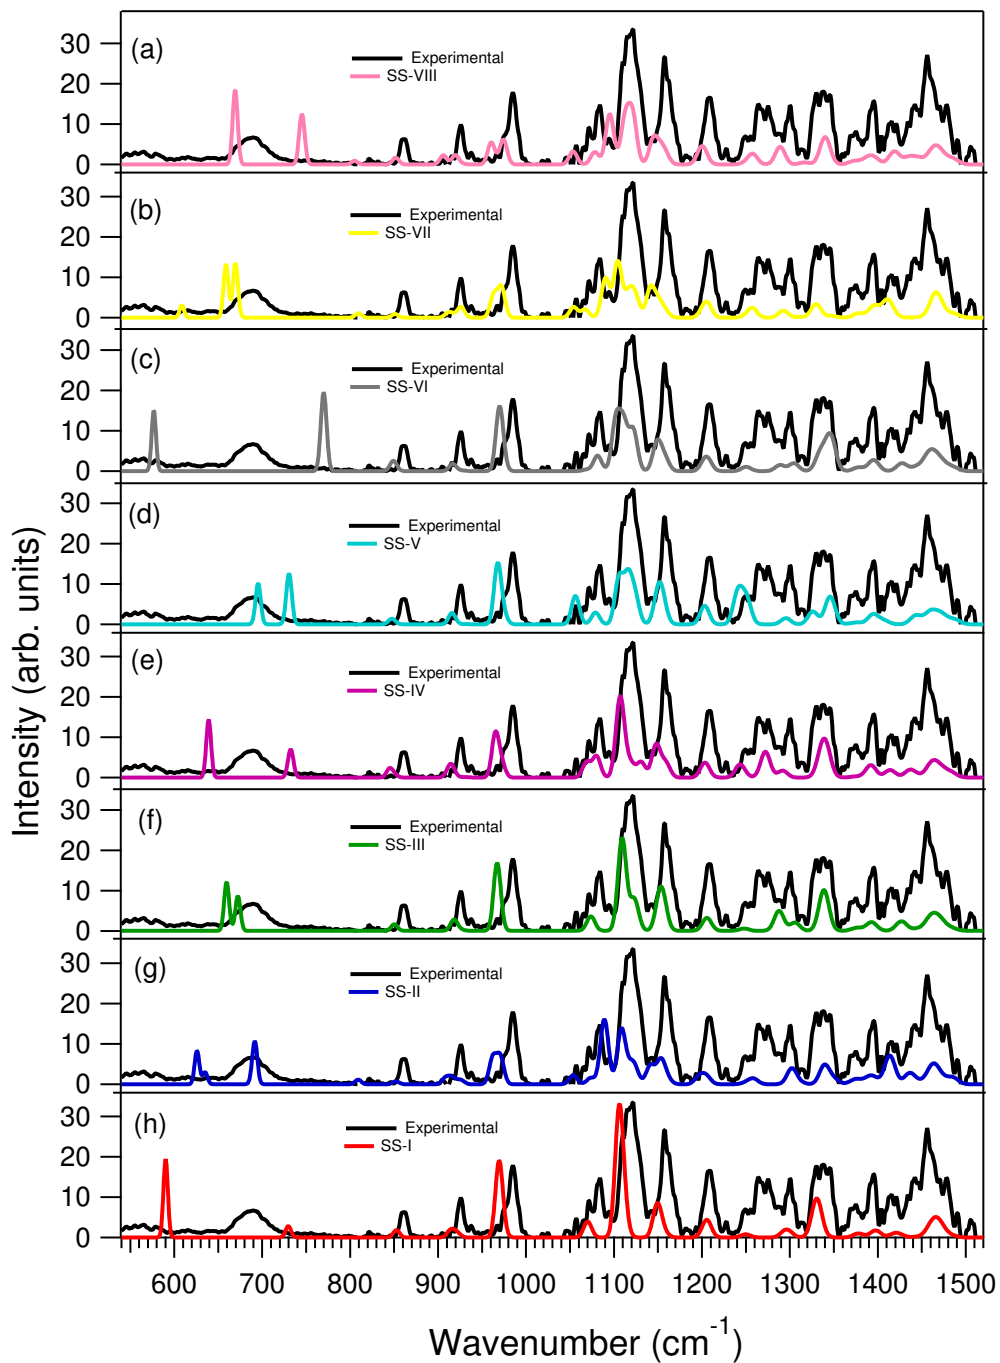 (a)
Experimental
SS-VIII
30
20
10
0
(b)
Experimental
SS-VII
30
20
10
0
(c)
Experimental
SS-VI
30
20
10
0
(d)
Experimental
SS-V
30
20
10
0
(e)
Experimental
SS-IV
30
20
10
0
(f)
Experimental
SS-III
30
20
10
0
(g)
Experimental
SS-II
30
20
10
0
(h)
Experimental
SS-I
30
20
10
0
Intensity (arb. units)
600 700 800 900 1000 1100 1200 1300 1400 1500
Wavenumber (cm⁻¹)